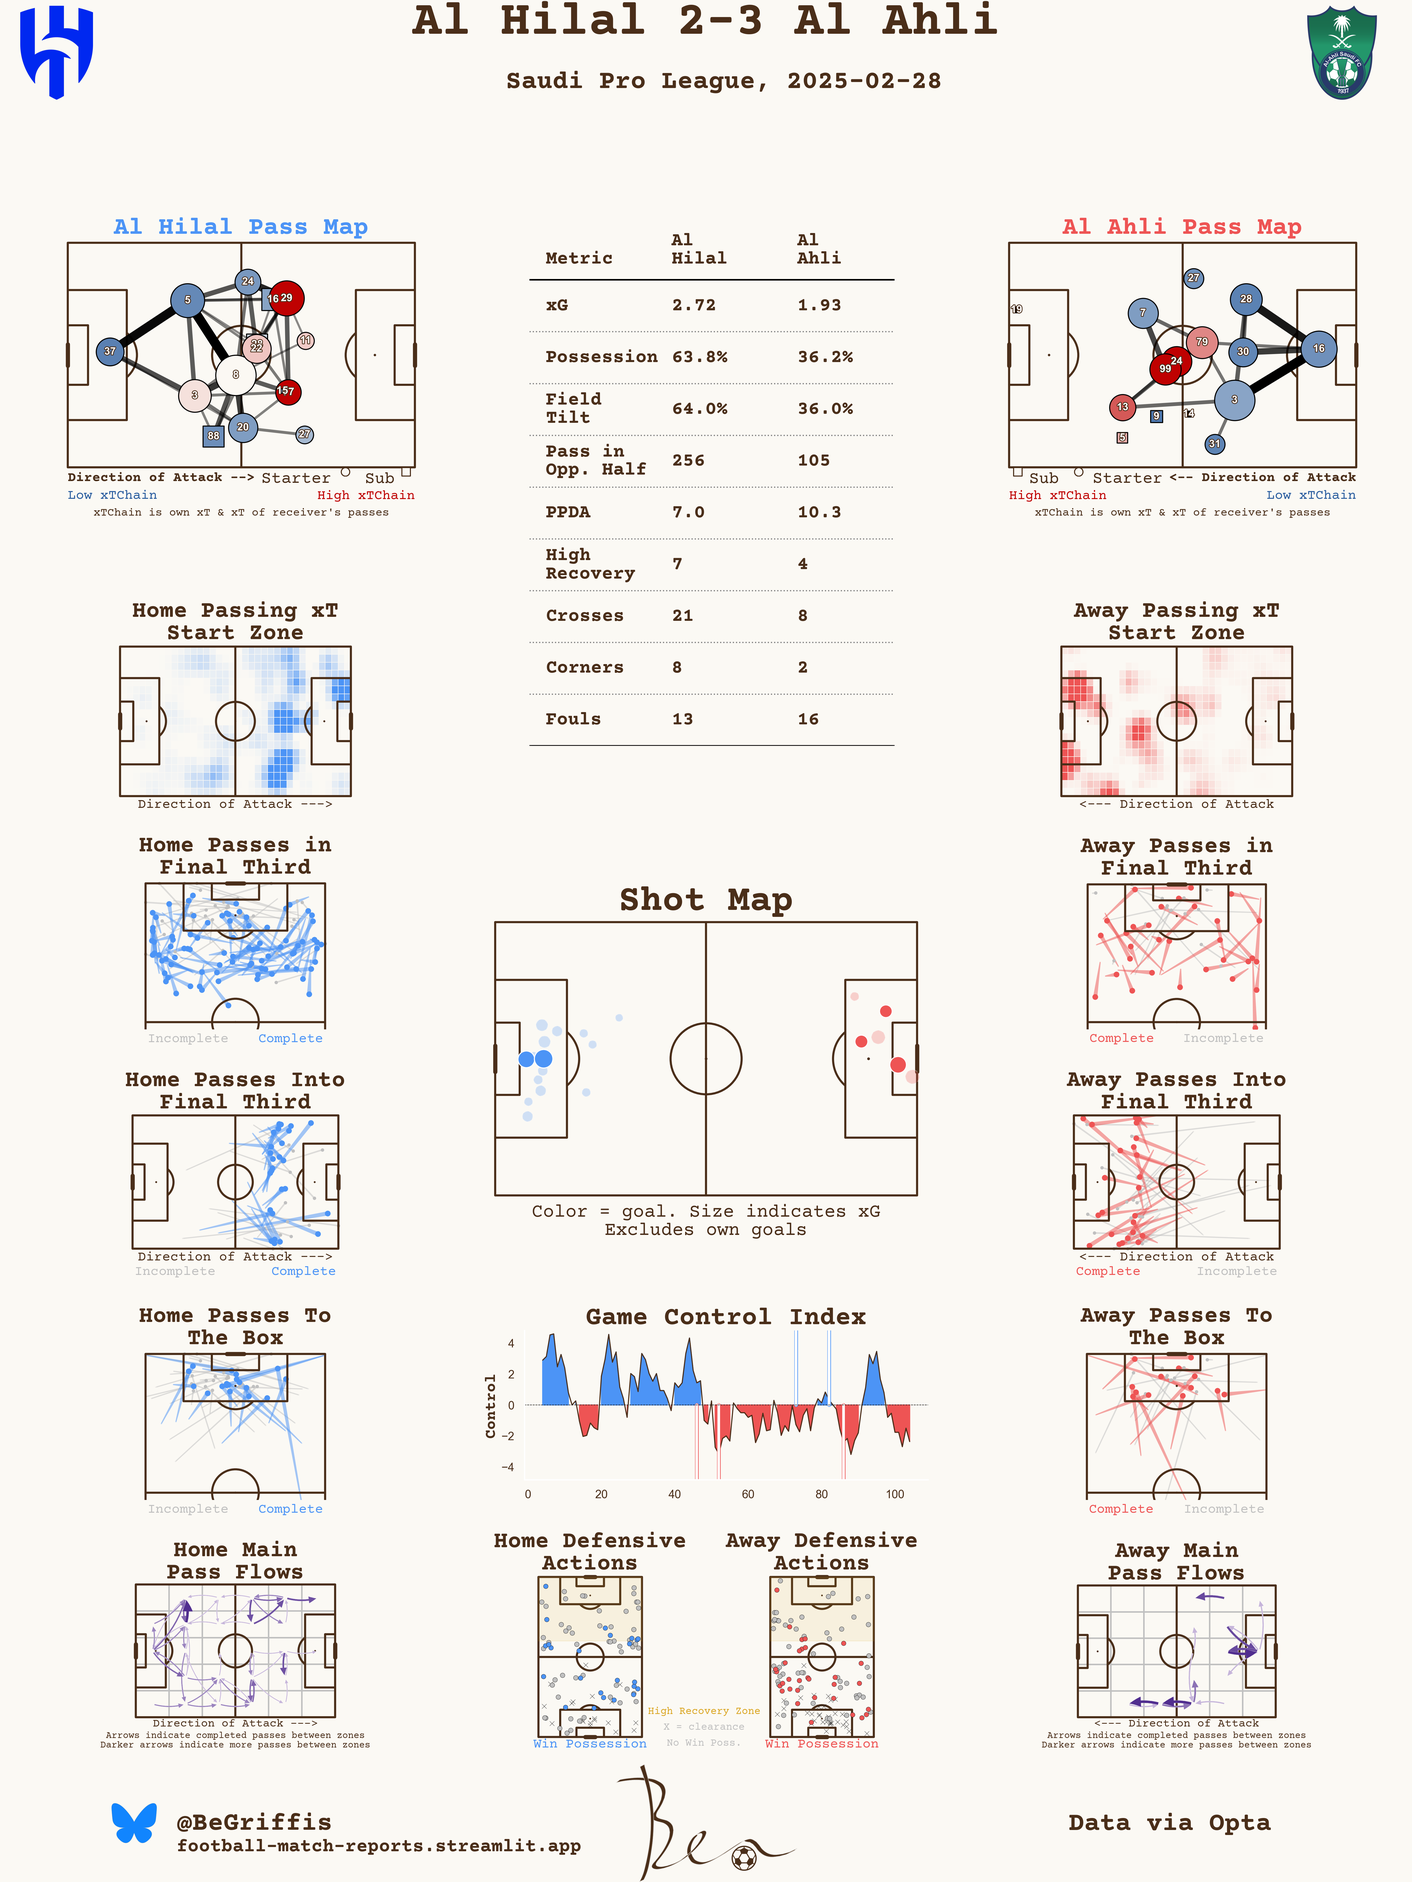 Al Hilal 2-3 Al Ahli
Saudi Pro League, 2025-02-28
Al-Ahli Saudi FC
1937
Al Hilal Pass Map
37
5
24
16
29
22
11
8
3
15
7
88
20
27
Direction of Attack -->
Starter
Sub
Low xTChain
High xTChain
xTChain is own xT & xT of receiver's passes
Metric
Al Hilal
Al Ahli
xG 2.72 1.93
Possession 63.8% 36.2%
Field Tilt 64.0% 36.0%
Pass in Opp. Half 256 105
PPDA 7.0 10.3
High Recovery 7 4
Crosses 21 8
Corners 8 2
Fouls 13 16
Al Ahli Pass Map
19
27
7
28
79
30
16
24
99
3
13
9
14
5
31
Sub
Starter
<-- Direction of Attack
High xTChain
Low xTChain
xTChain is own xT & xT of receiver's passes
Home Passing xT
Start Zone
Direction of Attack --->
Away Passing xT
Start Zone
<--- Direction of Attack
Home Passes in
Final Third
Incomplete
Complete
Away Passes in
Final Third
Complete
Incomplete
Shot Map
Color = goal. Size indicates xG
Excludes own goals
Home Passes Into
Final Third
Direction of Attack --->
Incomplete
Complete
Away Passes Into
Final Third
<--- Direction of Attack
Complete
Incomplete
Home Passes To
The Box
Incomplete
Complete
Game Control Index
Control
4
2
0
−2
−4
0
20
40
60
80
100
Away Passes To
The Box
Complete
Incomplete
Home Main
Pass Flows
Direction of Attack --->
Arrows indicate completed passes between zones
Darker arrows indicate more passes between zones
Home Defensive
Actions
Win Possession
Away Defensive
Actions
Win Possession
High Recovery Zone
X = clearance
No Win Poss.
Away Main
Pass Flows
<--- Direction of Attack
Arrows indicate completed passes between zones
Darker arrows indicate more passes between zones
@BeGriffis
football-match-reports.streamlit.app
Ben
Data via Opta